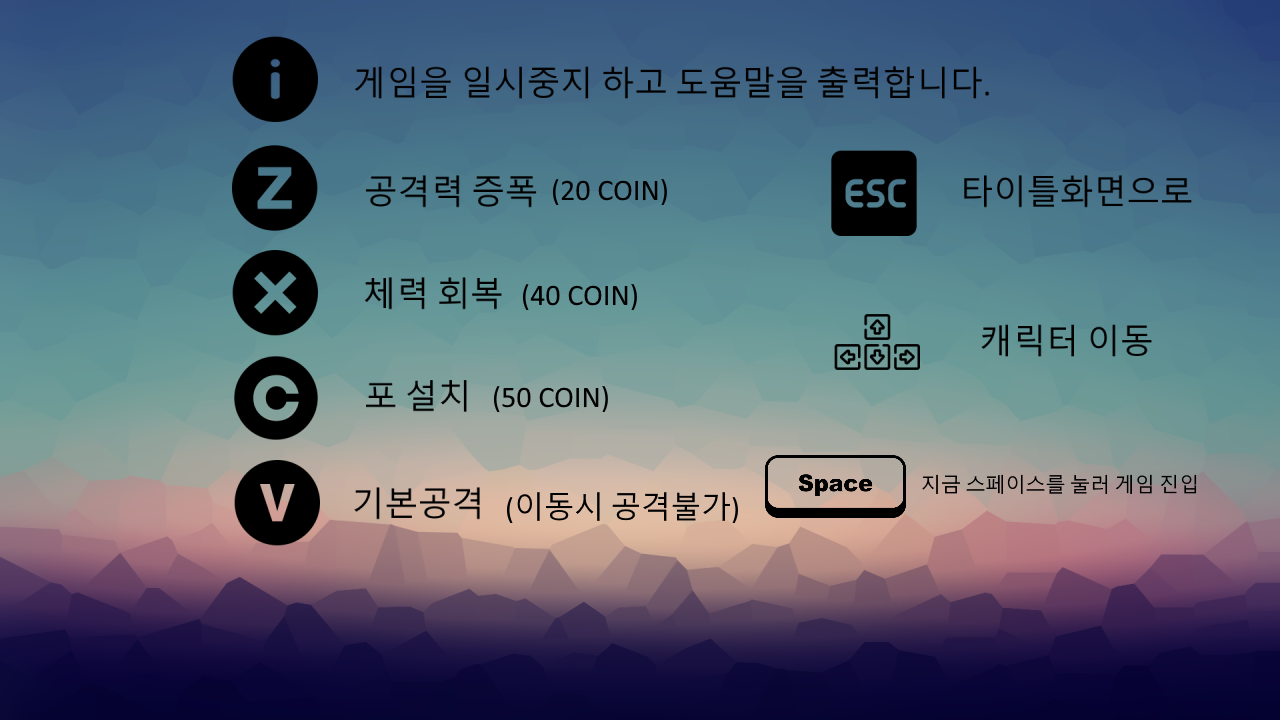 i 게임을 일시중지 하고 도움말을 출력합니다.
Z 공격력 증폭 (20 COIN)
ESC 타이틀화면으로
X 체력 회복 (40 COIN)
캐릭터 이동
C 포 설치 (50 COIN)
V 기본공격 (이동시 공격불가)
Space 지금 스페이스를 눌러 게임 진입